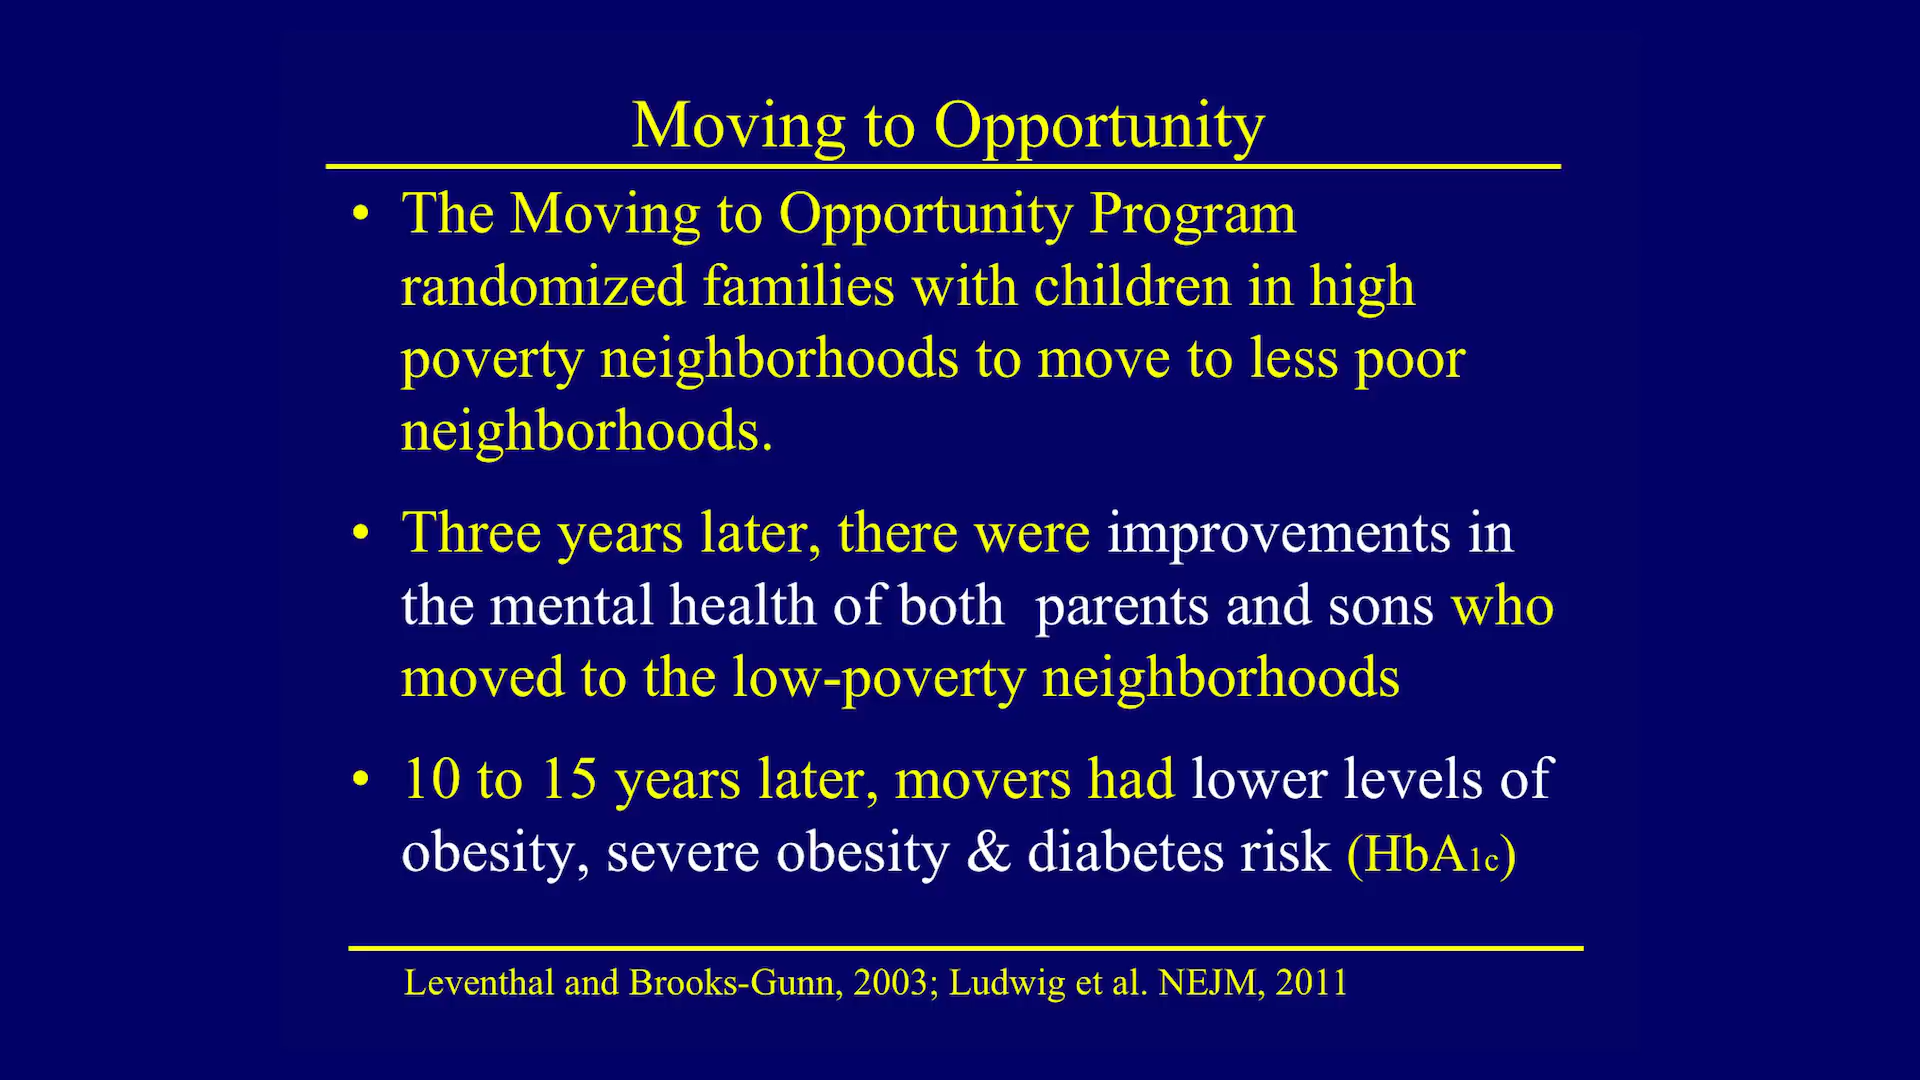 Moving to Opportunity
• The Moving to Opportunity Program
randomized families with children in high
poverty neighborhoods to move to less poor
neighborhoods.
• Three years later, there were improvements in
the mental health of both parents and sons who
moved to the low-poverty neighborhoods
• 10 to 15 years later, movers had lower levels of
obesity, severe obesity & diabetes risk (HbA1c)
Leventhal and Brooks-Gunn, 2003; Ludwig et al. NEJM, 2011